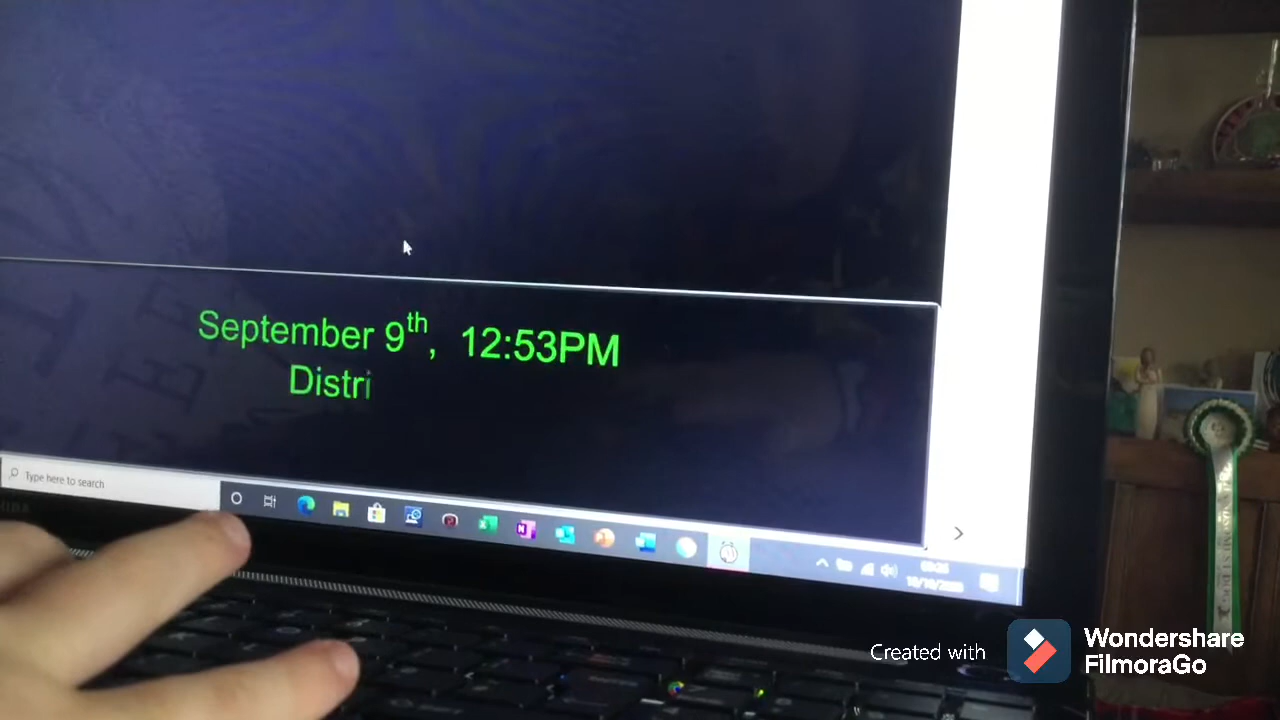 September 9th, 12:53PM
Distri
Type here to search
Created with
Wondershare
FilmoraGo